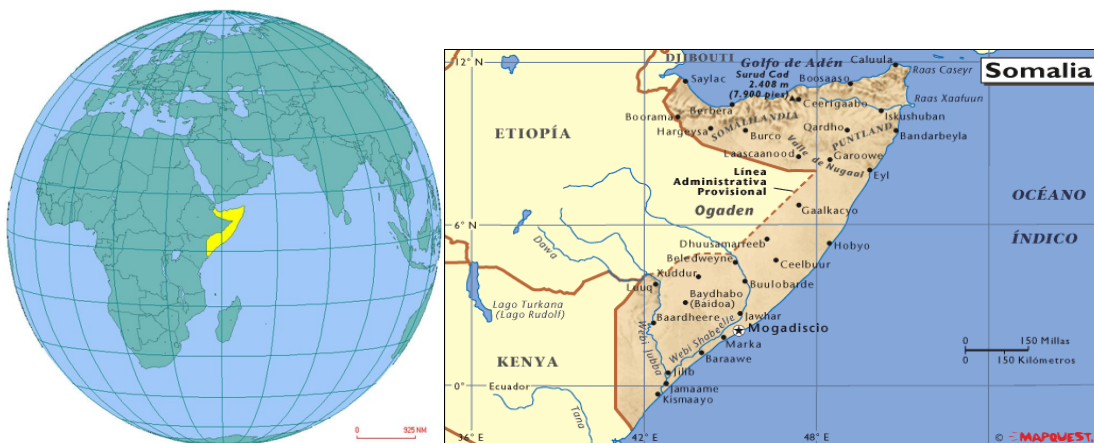 0 925 NM
12° N
6° N
0°
36° E
42° E
48° E
DJIBOUTI
Golfo de Adén
Caluula
Raas Caseyr
Somalia
Saylac
Surud Cad
2.408 m
(7.900 pies)
Boosaaso
Berbera
Ceerigaabo
Raas Xaafuun
Boorama
Iskushuban
ETIOPÍA
Hargeysa
SOMALILANDIA
Burco
Qardho
PUNTLAND
Bandarbeyla
Laascaanood
Valle de Nugaal
Garoowe
Eyl
Línea
Administrativa
Provisional
OCÉANO
ÍNDICO
Ogaden
Gaalkacyo
Dawa
Dhuusamarreeb
Hobyo
Beledweyne
Ceelbuur
Xuddur
Luuq
Buulobarde
Lago Turkana
(Lago Rudolf)
Baydhabo
(Baidoa)
Baardheere
Jawhar
Webi Shabeelle
Mogadiscio
Webi Jubba
Marka
0 150 Millas
0 150 Kilómetros
KENYA
Baraawe
Jilib
Ecuador
Jamaame
Kismaayo
Tana
© MAPQUEST.